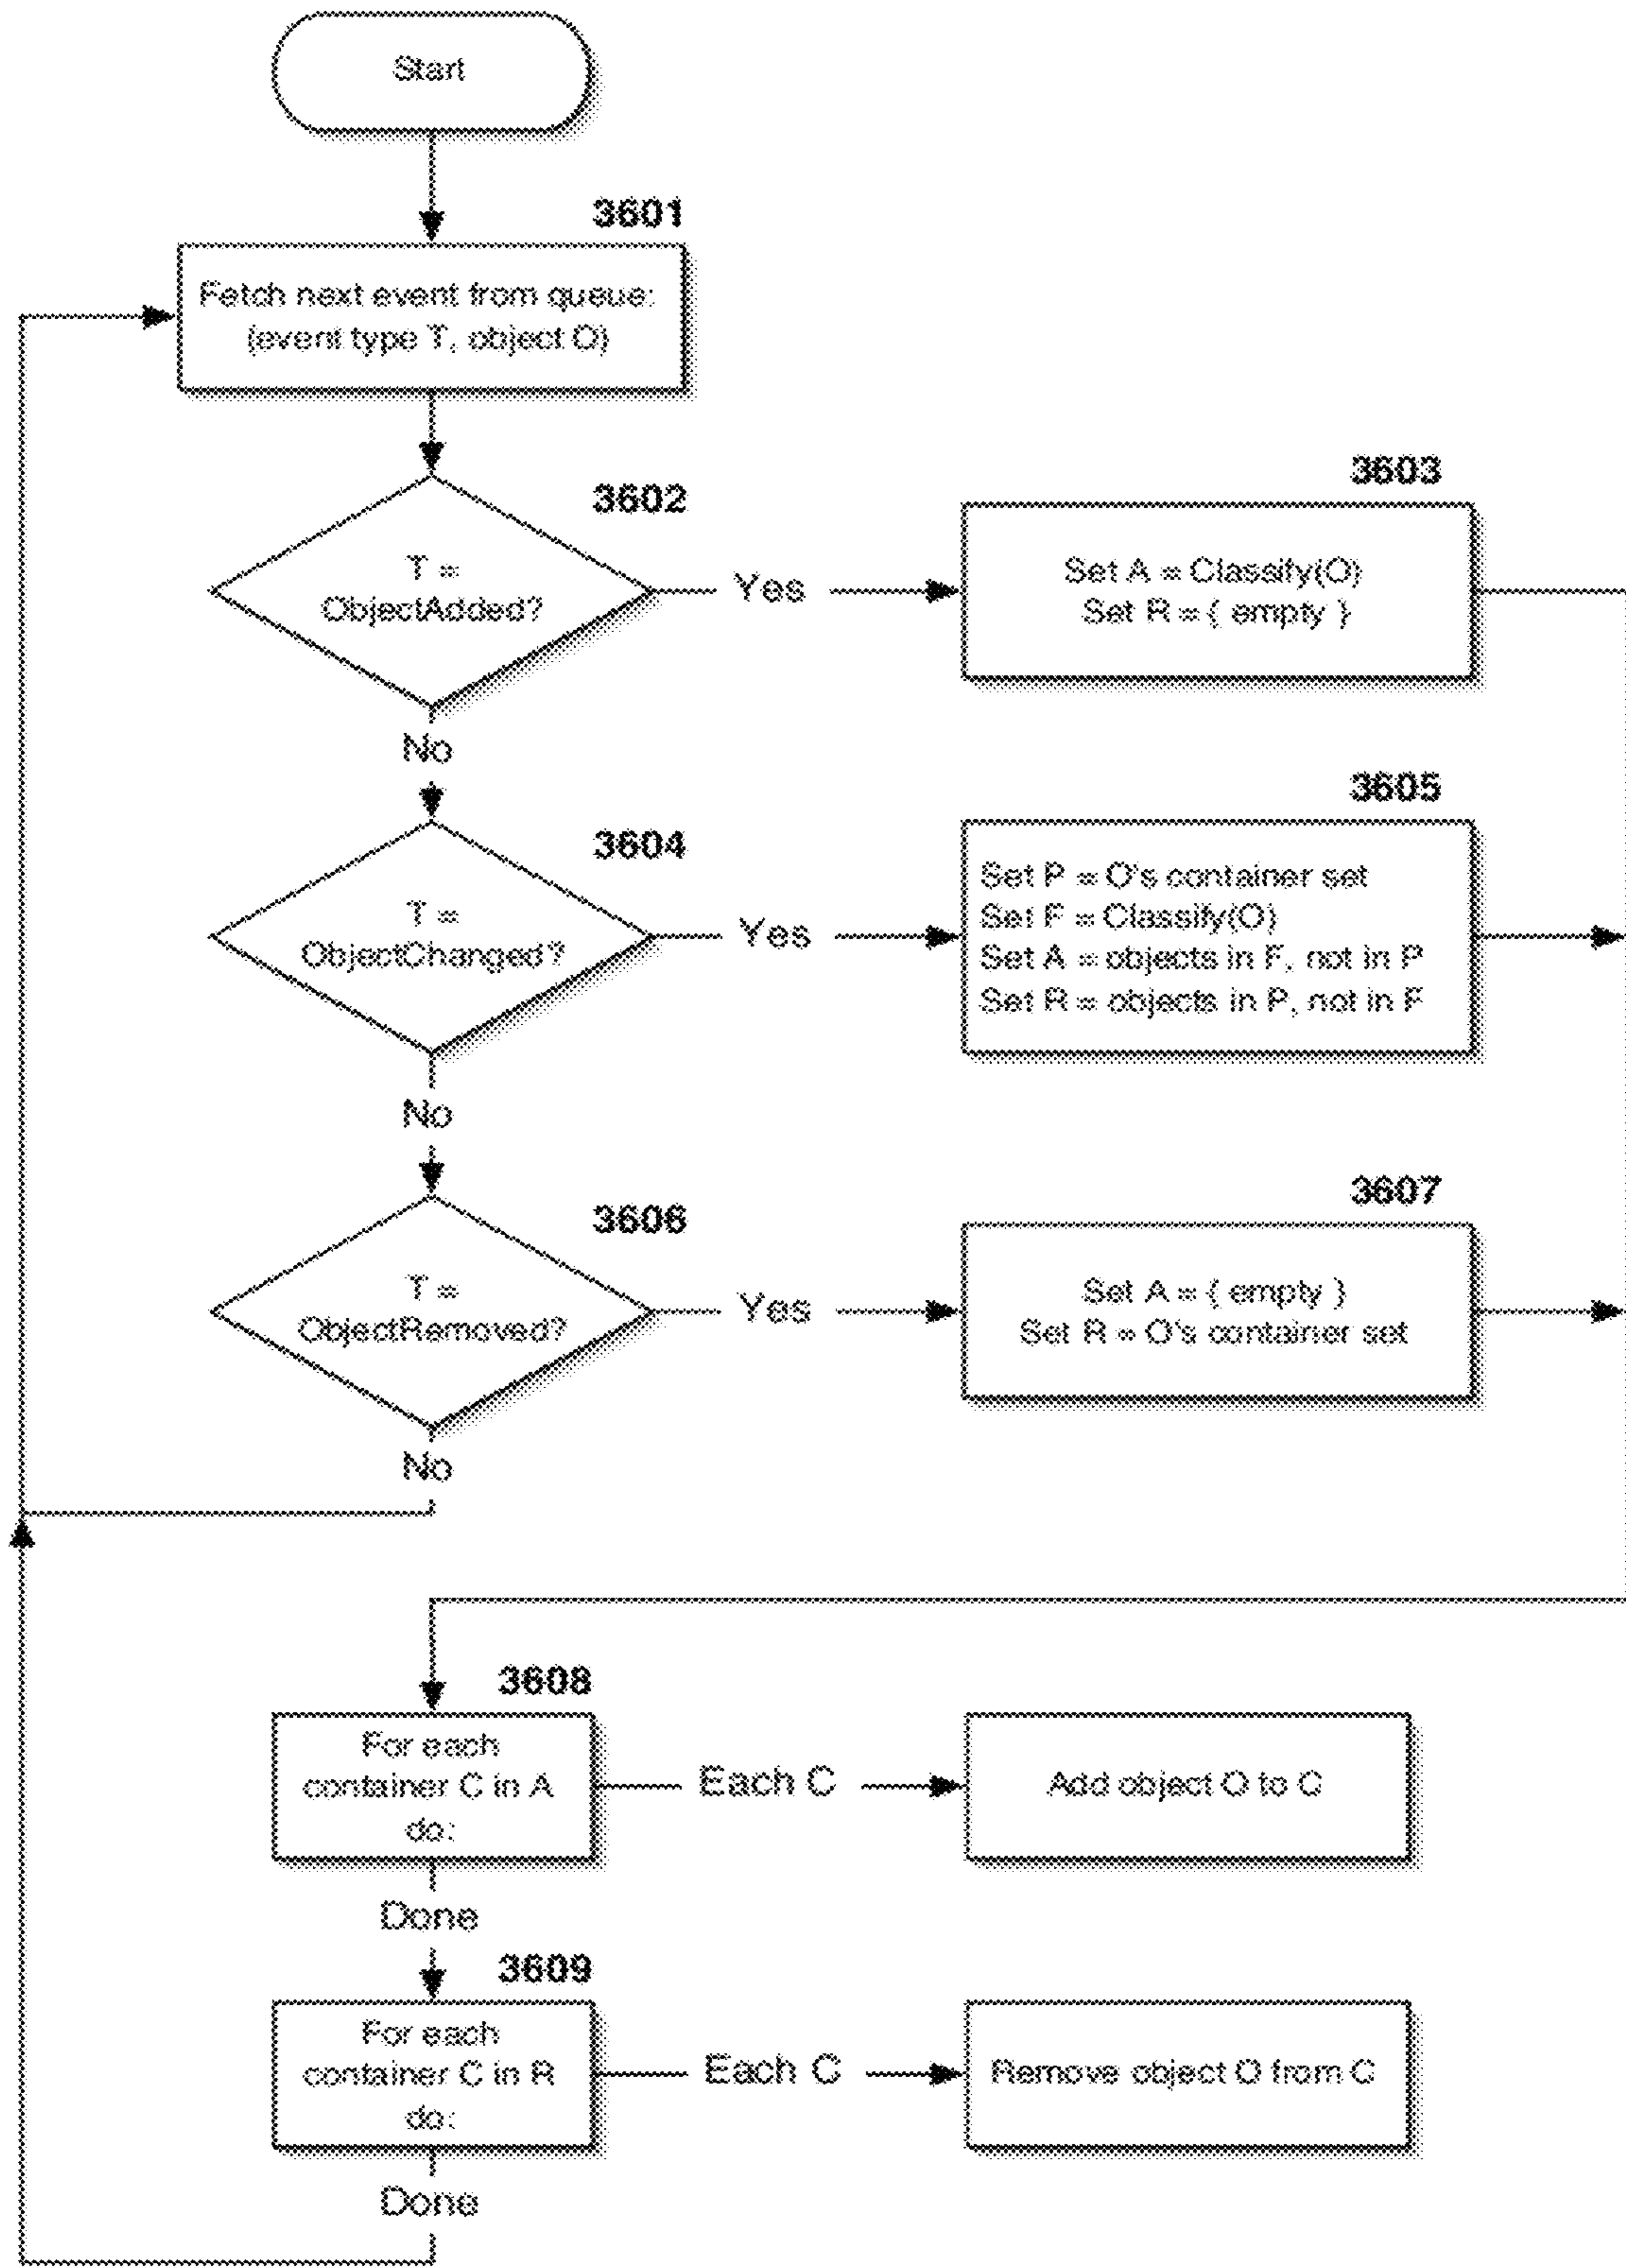 Start
3601
Fetch next event from queue:
(event type T, object O)
3602
T =
ObjectAdded?
Yes
3603
Set A = Classify(O)
Set R = { empty }
No
3604
T =
ObjectChanged?
Yes
3605
Set P = O's container set
Set F = Classify(O)
Set A = objects in F, not in P
Set R = objects in P, not in F
No
3606
T =
ObjectRemoved?
Yes
3607
Set A = { empty }
Set R = O's container set
No
3608
For each
container C in A
do:
Each C
Add object O to C
Done
3609
For each
container C in R
do:
Each C
Remove object O from C
Done